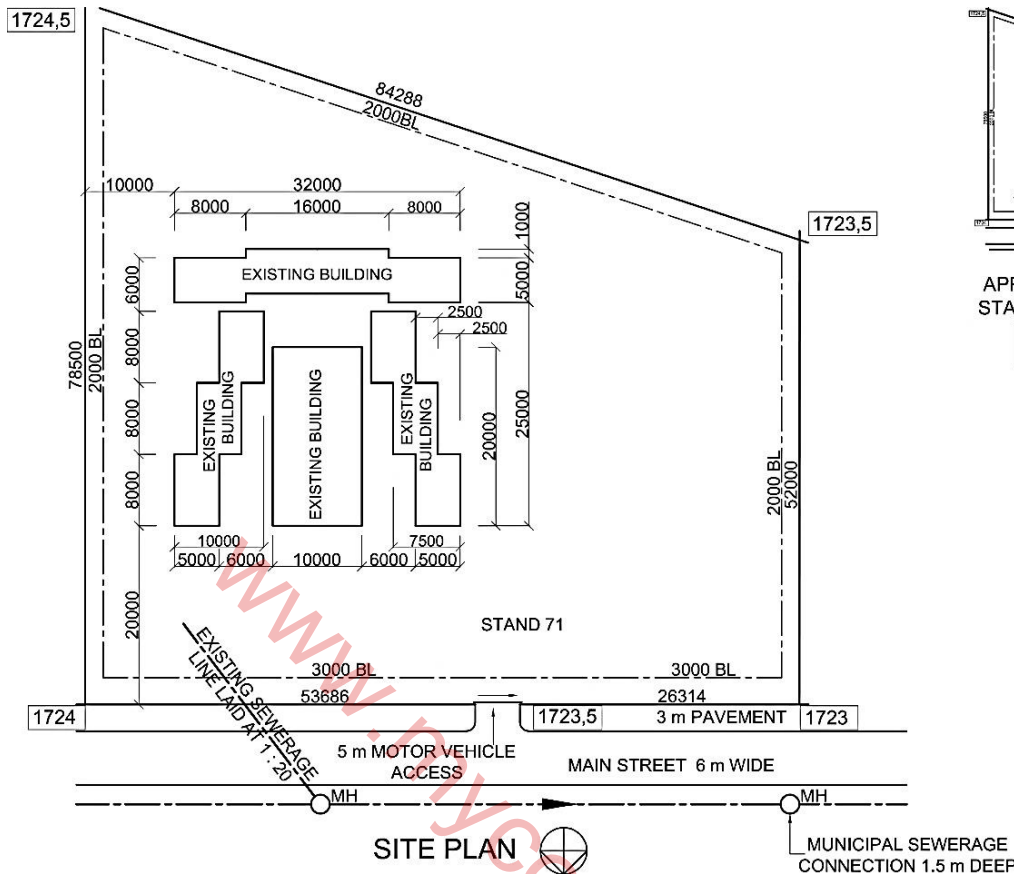 1724,5
84288
2000BL
10000
32000
8000
16000
8000
1000
1723,5
EXISTING BUILDING
6000
5000
2500
2500
78500
2000 BL
8000
8000
8000
EXISTING
BUILDING
EXISTING BUILDING
EXISTING
BUILDING
20000
25000
2000 BL
52000
10000
7500
5000
6000
10000
6000
5000
20000
STAND 71
EXISTING SEWERAGE
LINE LAID AT 1 : 20
3000 BL
3000 BL
53686
26314
1724
1723,5
3 m PAVEMENT
1723
5 m MOTOR VEHICLE
ACCESS
MAIN STREET 6 m WIDE
MH
MH
SITE PLAN
MUNICIPAL SEWERAGE
CONNECTION 1.5 m DEEP
1724,5
APP
STA
www.myco